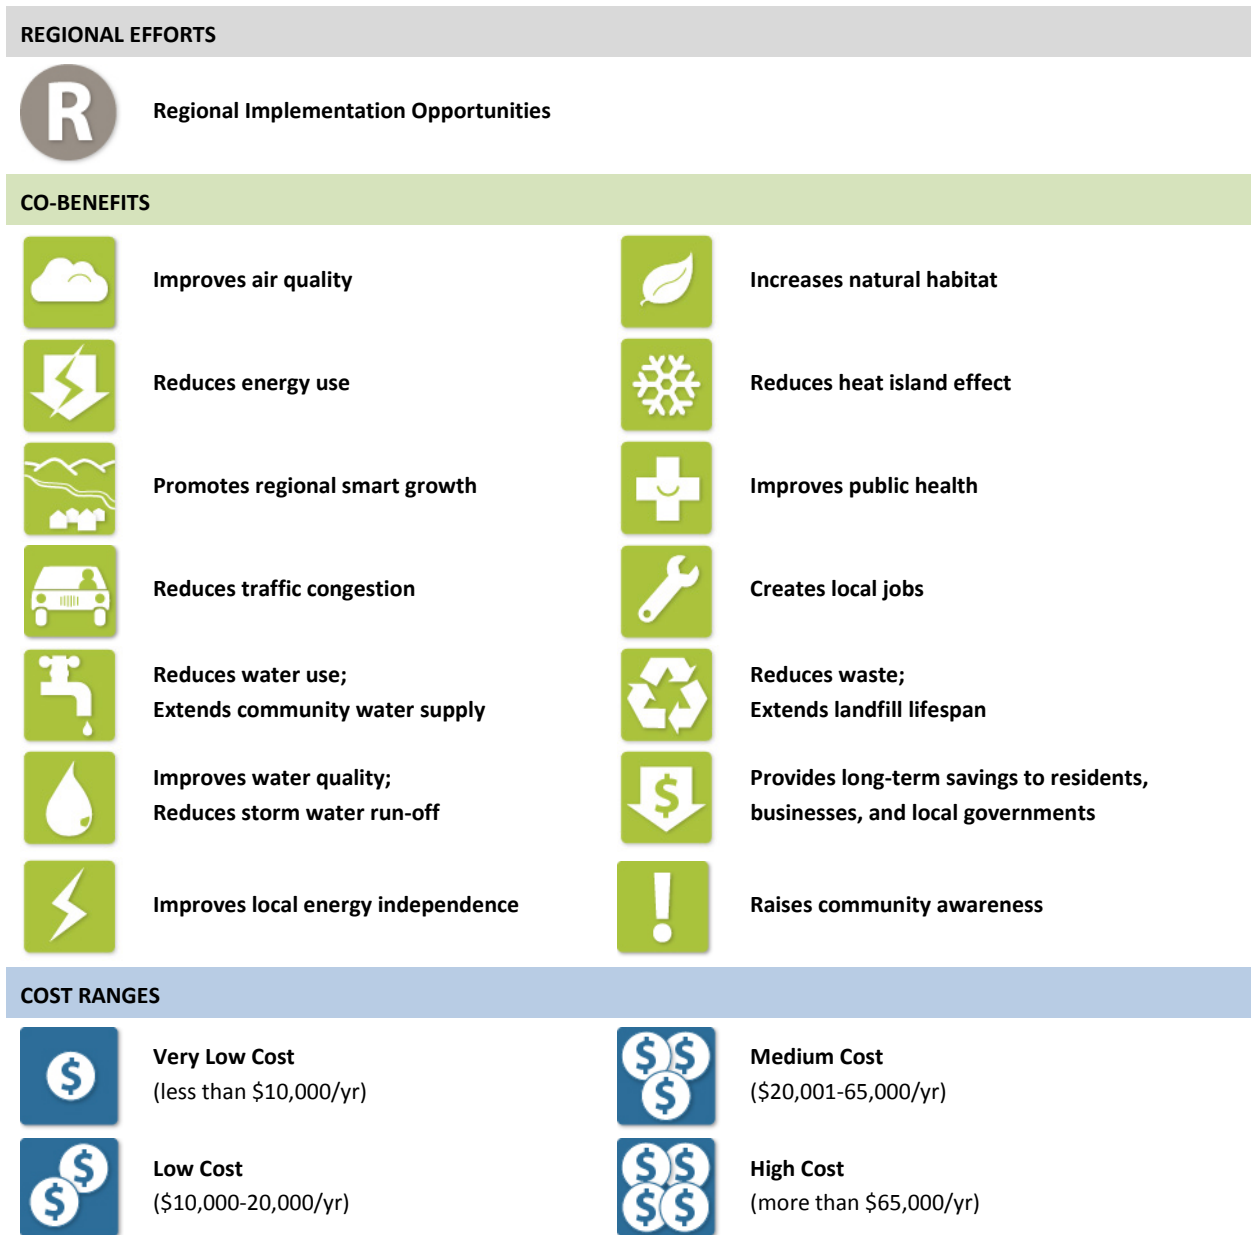 REGIONAL EFFORTS
R
Regional Implementation Opportunities
CO-BENEFITS
Improves air quality
Increases natural habitat
Reduces energy use
Reduces heat island effect
Promotes regional smart growth
Improves public health
Reduces traffic congestion
Creates local jobs
Reduces water use;
Extends community water supply
Reduces waste;
Extends landfill lifespan
Improves water quality;
Reduces storm water run-off
$
Provides long-term savings to residents,
businesses, and local governments
Improves local energy independence
!
Raises community awareness
COST RANGES
$
Very Low Cost
(less than $10,000/yr)
$ $
$
Medium Cost
($20,001-65,000/yr)
$
$
Low Cost
($10,000-20,000/yr)
$ $
$ $
High Cost
(more than $65,000/yr)